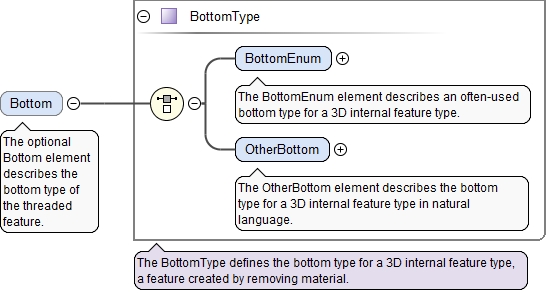 BottomType
BottomEnum
The BottomEnum element describes an often-used
bottom type for a 3D internal feature type.
Bottom
The optional
Bottom element
describes the
bottom type of
the threaded
feature.
OtherBottom
The OtherBottom element describes the bottom
type for a 3D internal feature type in natural
language.
The BottomType defines the bottom type for a 3D internal feature type,
a feature created by removing material.